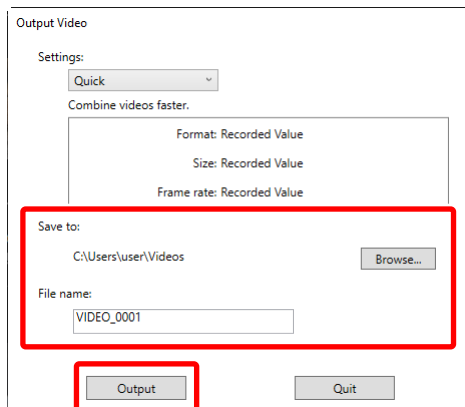 Output Video
Settings:
Quick
Combine videos faster.
Format: Recorded Value
Size: Recorded Value
Frame rate: Recorded Value
Save to:
C:\Users\user\Videos
Browse...
File name:
VIDEO_0001
Output
Quit